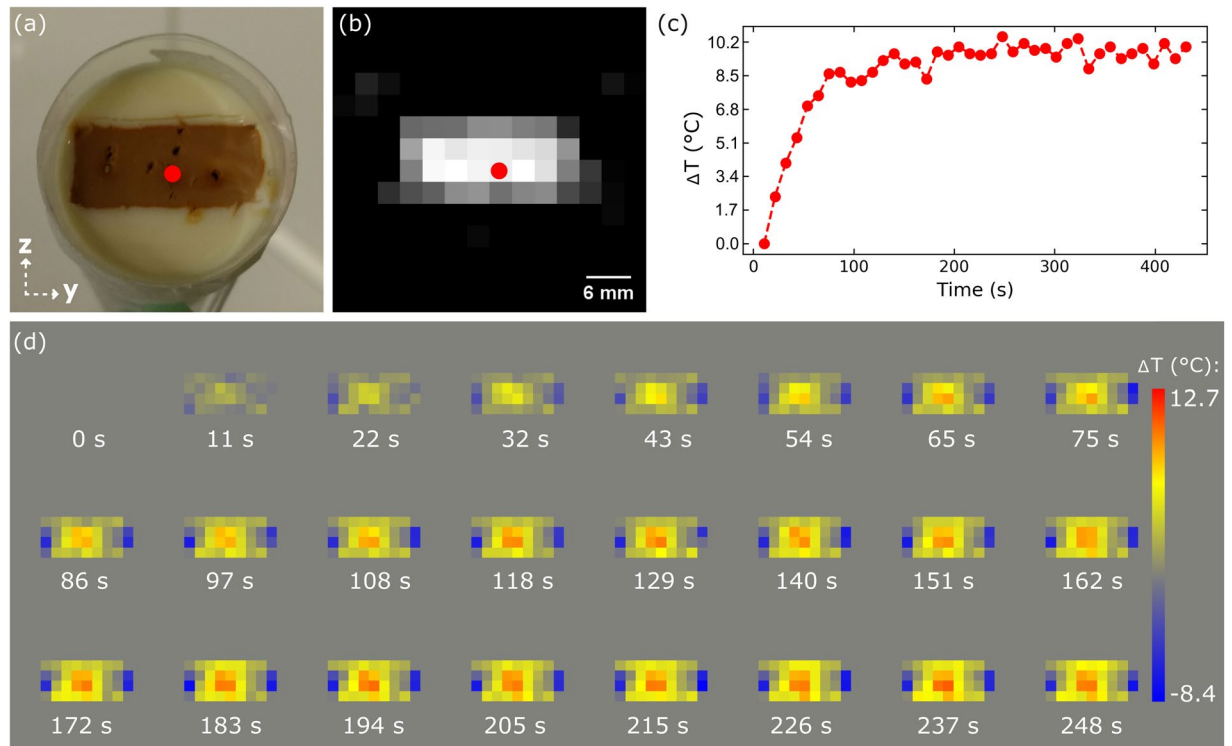 (a)
z
y
(b)
6 mm
(c)
ΔT (°C)
10.2
8.5
6.8
5.1
3.4
1.7
0.0
0 100 200 300 400
Time (s)
(d)
ΔT (°C):
12.7
-8.4
0 s 11 s 22 s 32 s 43 s 54 s 65 s 75 s
86 s 97 s 108 s 118 s 129 s 140 s 151 s 162 s
172 s 183 s 194 s 205 s 215 s 226 s 237 s 248 s